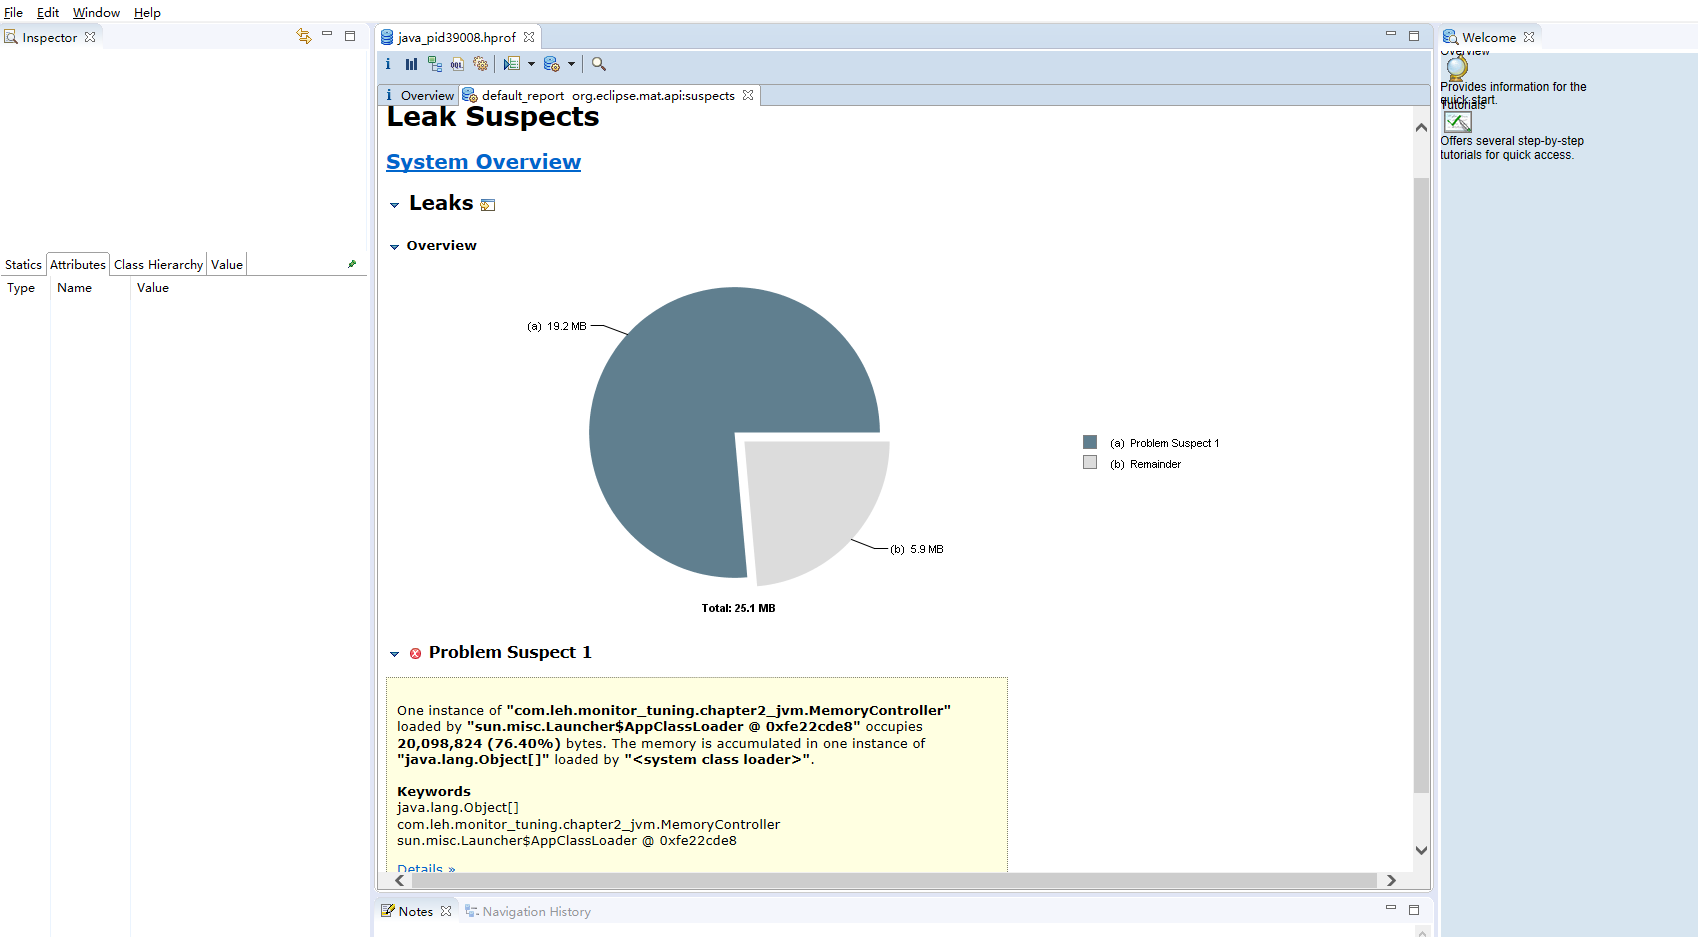 File Edit Window Help
Inspector
Statics Attributes Class Hierarchy Value
Type Name Value
java_pid39008.hprof
i OQL
i Overview default_report org.eclipse.mat.api:suspects
Leak Suspects
System Overview
Leaks
Overview
(a) 19.2 MB
(a) Problem Suspect 1
(b) Remainder
(b) 5.9 MB
Total: 25.1 MB
Problem Suspect 1
One instance of "com.leh.monitor_tuning.chapter2_jvm.MemoryController"
loaded by "sun.misc.Launcher$AppClassLoader @ 0xfe22cde8" occupies
20,098,824 (76.40%) bytes. The memory is accumulated in one instance of
"java.lang.Object[]" loaded by "<system class loader>".
Keywords
java.lang.Object[]
com.leh.monitor_tuning.chapter2_jvm.MemoryController
sun.misc.Launcher$AppClassLoader @ 0xfe22cde8
Details »
Notes Navigation History
Welcome
Overview
Provides information for the
quick start.
Tutorials
Offers several step-by-step
tutorials for quick access.